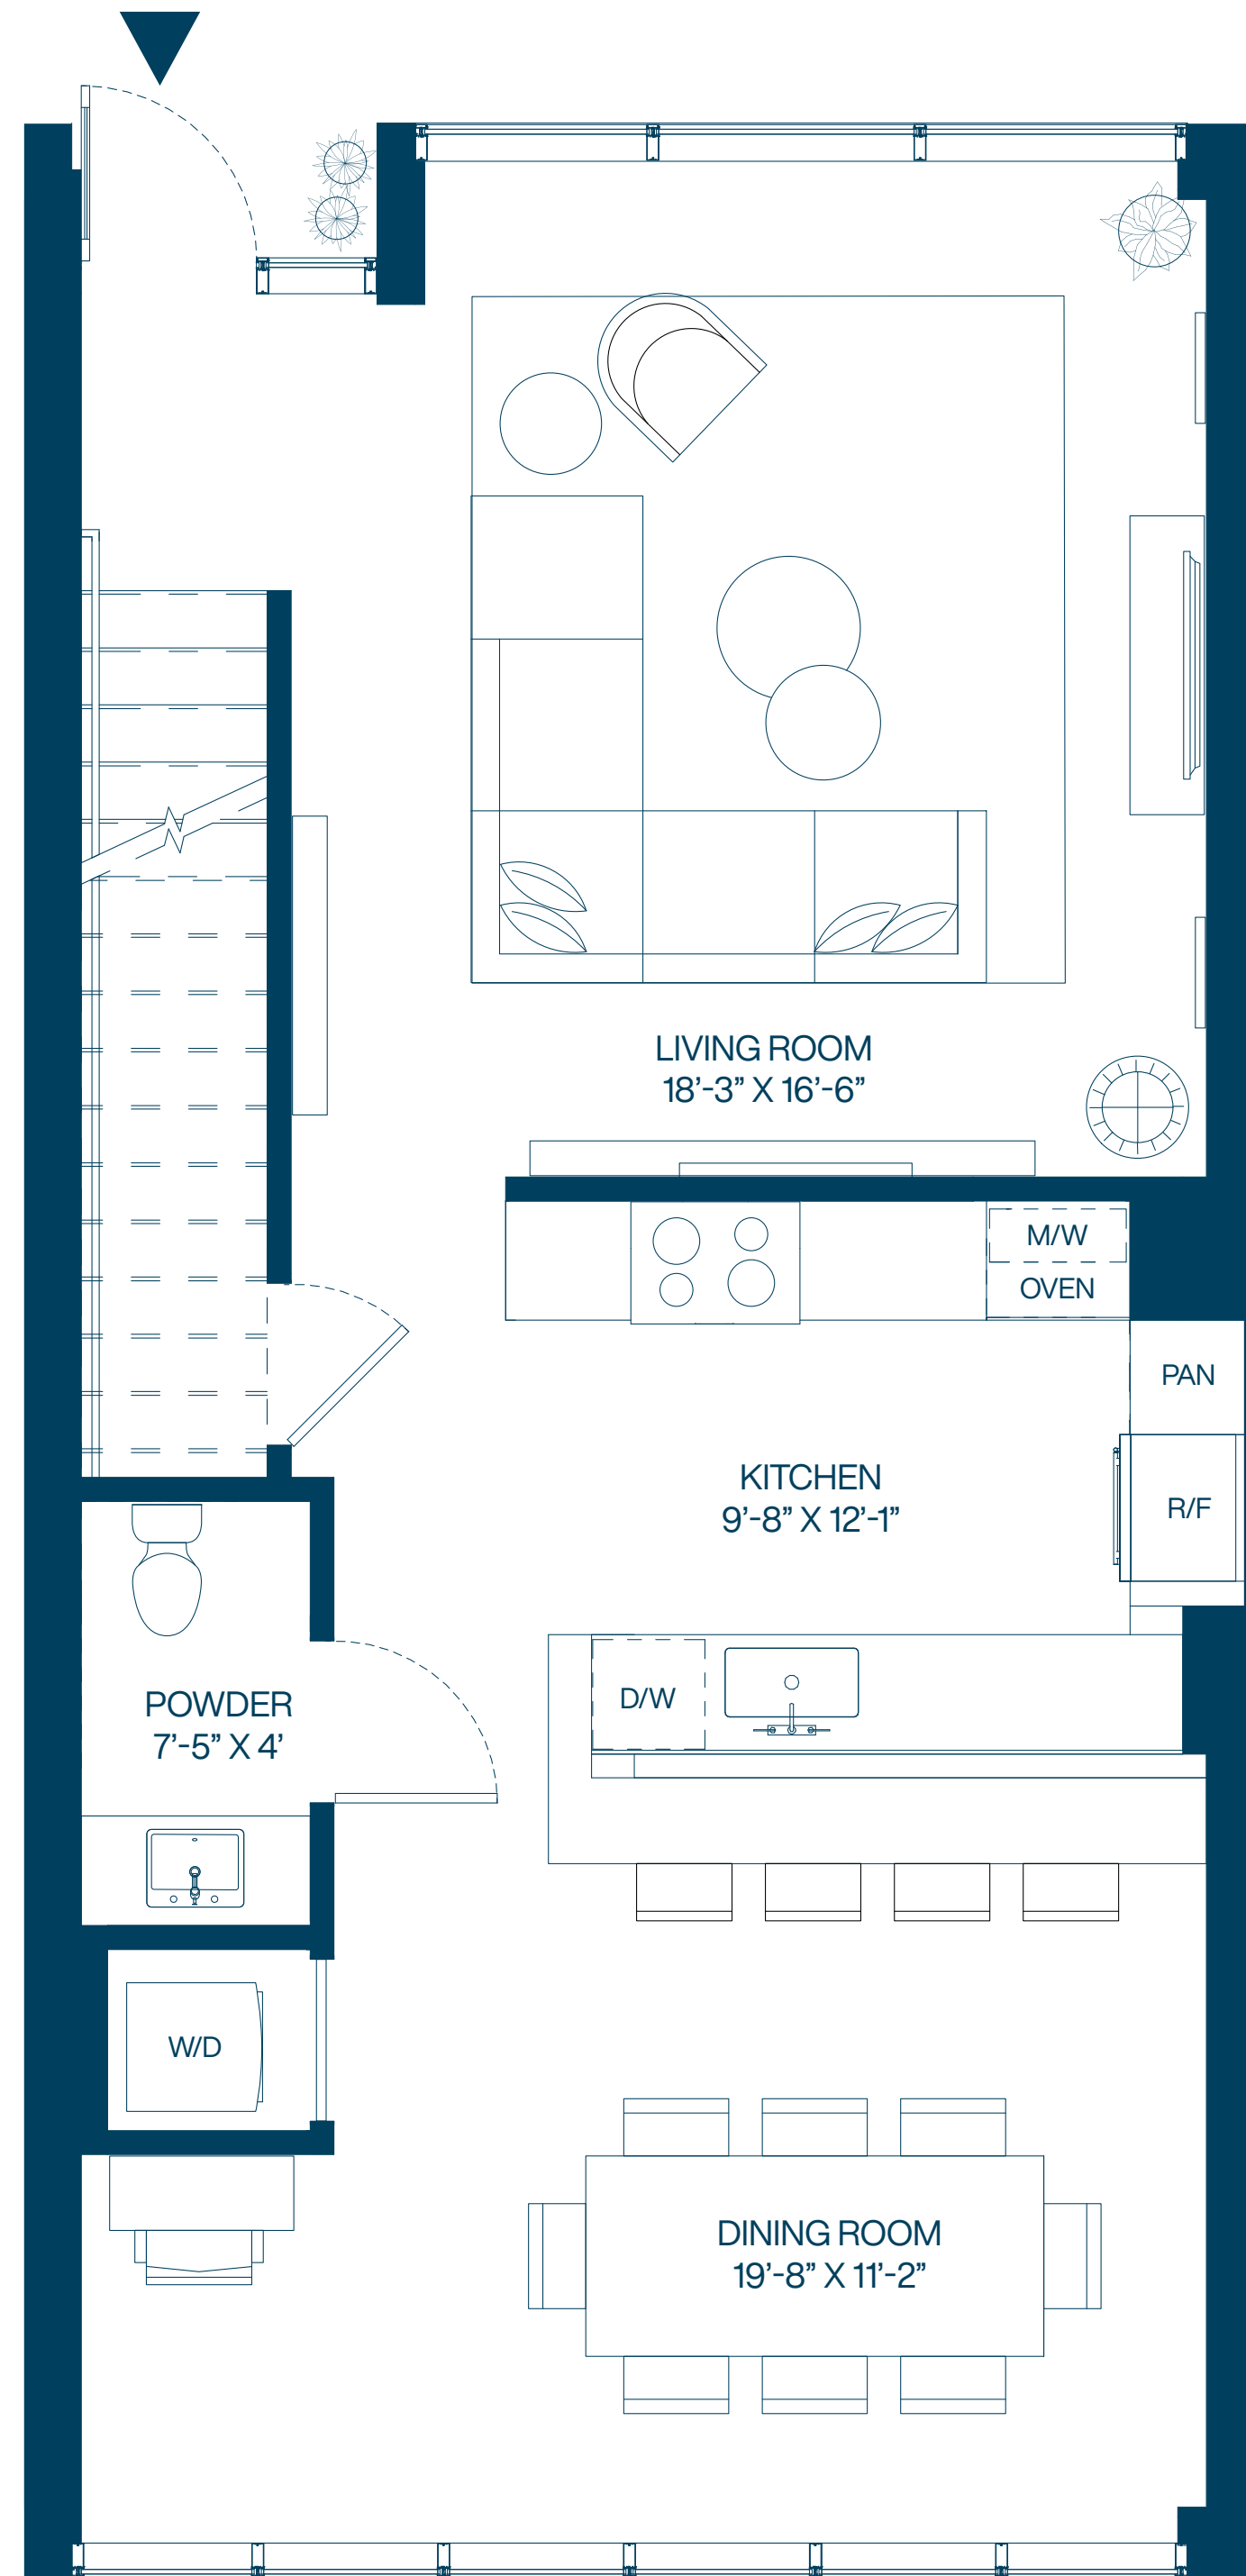 LIVING ROOM
18’-3” X 16’-6”
M/W
OVEN
PAN
KITCHEN
9’-8” X 12’-1”
R/F
D/W
POWDER
7’-5” X 4’
W/D
DINING ROOM
19’-8” X 11’-2”